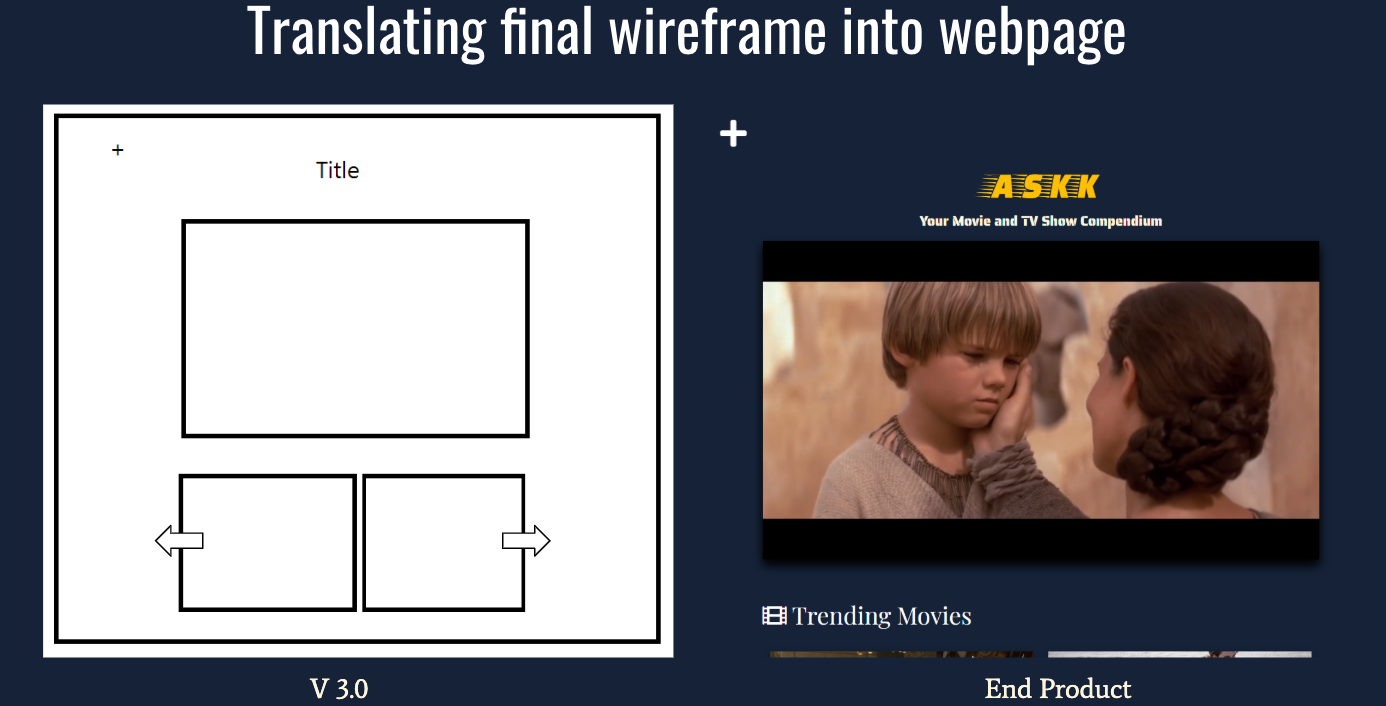 Translating final wireframe into webpage
+
Title
V 3.0
+
ASKK
Your Movie and TV Show Compendium
Trending Movies
End Product